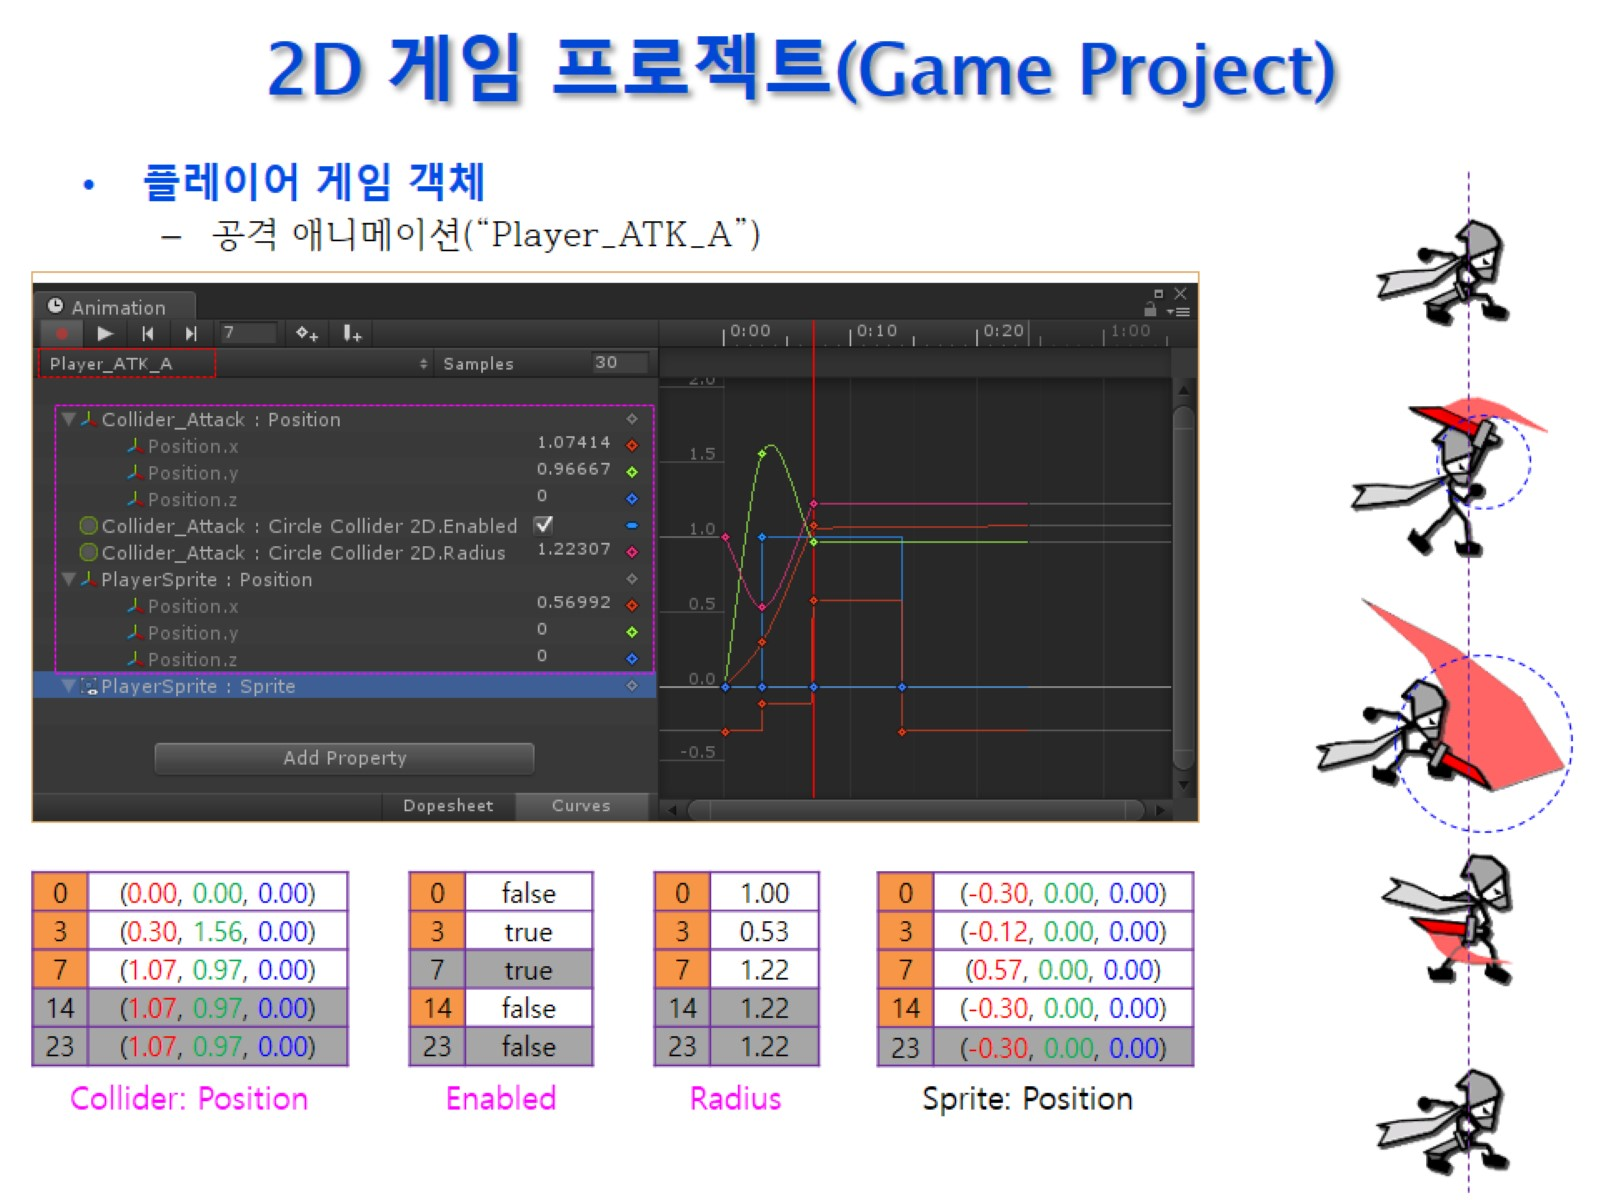 2D 게임 프로젝트(Game Project)
• 플레이어 게임 객체
– 공격 애니메이션(“Player_ATK_A”)
Animation
7
0:00 0:10 0:20 1:00
Player_ATK_A Samples 30
2.0
Collider_Attack : Position
Position.x 1.07414
1.5
Position.y 0.96667
Position.z 0
Collider_Attack : Circle Collider 2D.Enabled
1.0
Collider_Attack : Circle Collider 2D.Radius 1.22307
PlayerSprite : Position
Position.x 0.56992
0.5
Position.y 0
Position.z 0
PlayerSprite : Sprite
0.0
-0.5
Add Property
Dopesheet Curves
0 (0.00, 0.00, 0.00)
3 (0.30, 1.56, 0.00)
7 (1.07, 0.97, 0.00)
14 (1.07, 0.97, 0.00)
23 (1.07, 0.97, 0.00)
Collider: Position
0 false
3 true
7 true
14 false
23 false
Enabled
0 1.00
3 0.53
7 1.22
14 1.22
23 1.22
Radius
0 (-0.30, 0.00, 0.00)
3 (-0.12, 0.00, 0.00)
7 (0.57, 0.00, 0.00)
14 (-0.30, 0.00, 0.00)
23 (-0.30, 0.00, 0.00)
Sprite: Position